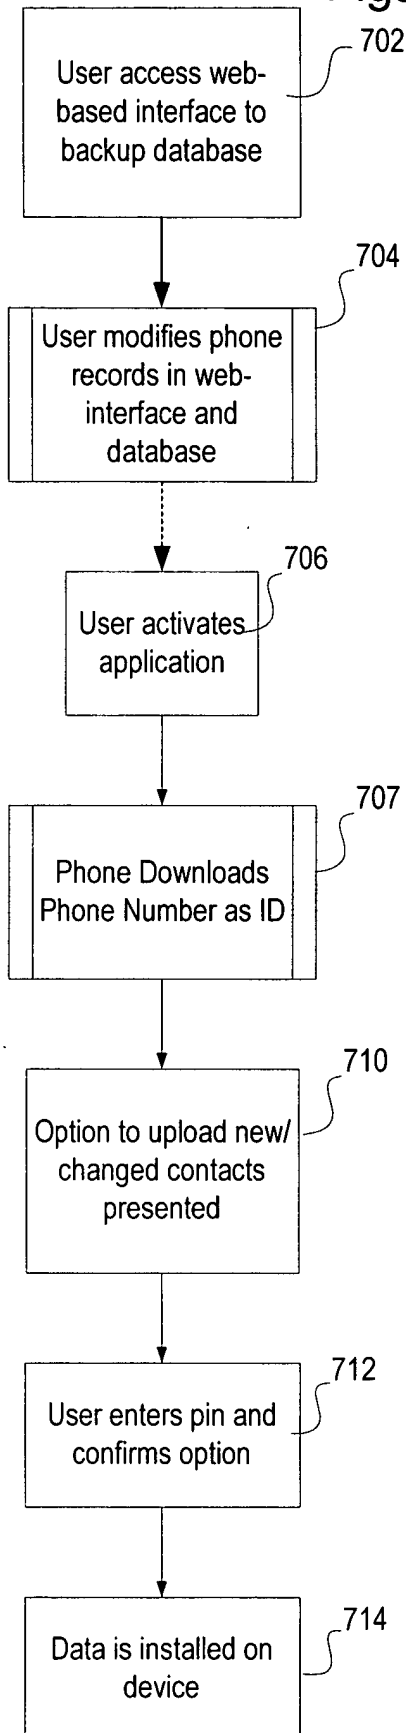 702
User access web-
based interface to
backup database
704
User modifies phone
records in web-
interface and
database
706
User activates
application
707
Phone Downloads
Phone Number as ID
710
Option to upload new/
changed contacts
presented
712
User enters pin and
confirms option
714
Data is installed on
device